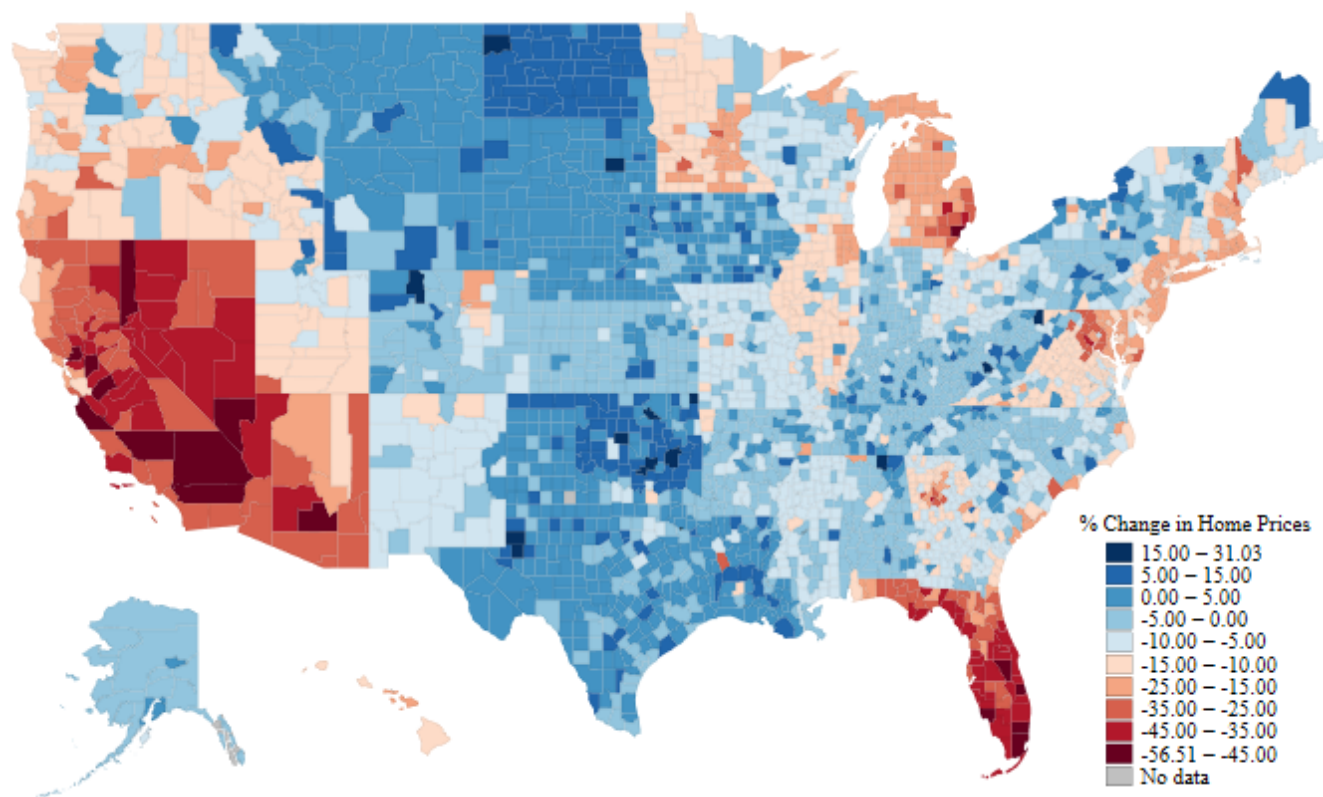 % Change in Home Prices
15.00 – 31.03
5.00 – 15.00
0.00 – 5.00
-5.00 – 0.00
-10.00 – -5.00
-15.00 – -10.00
-25.00 – -15.00
-35.00 – -25.00
-45.00 – -35.00
-56.51 – -45.00
No data